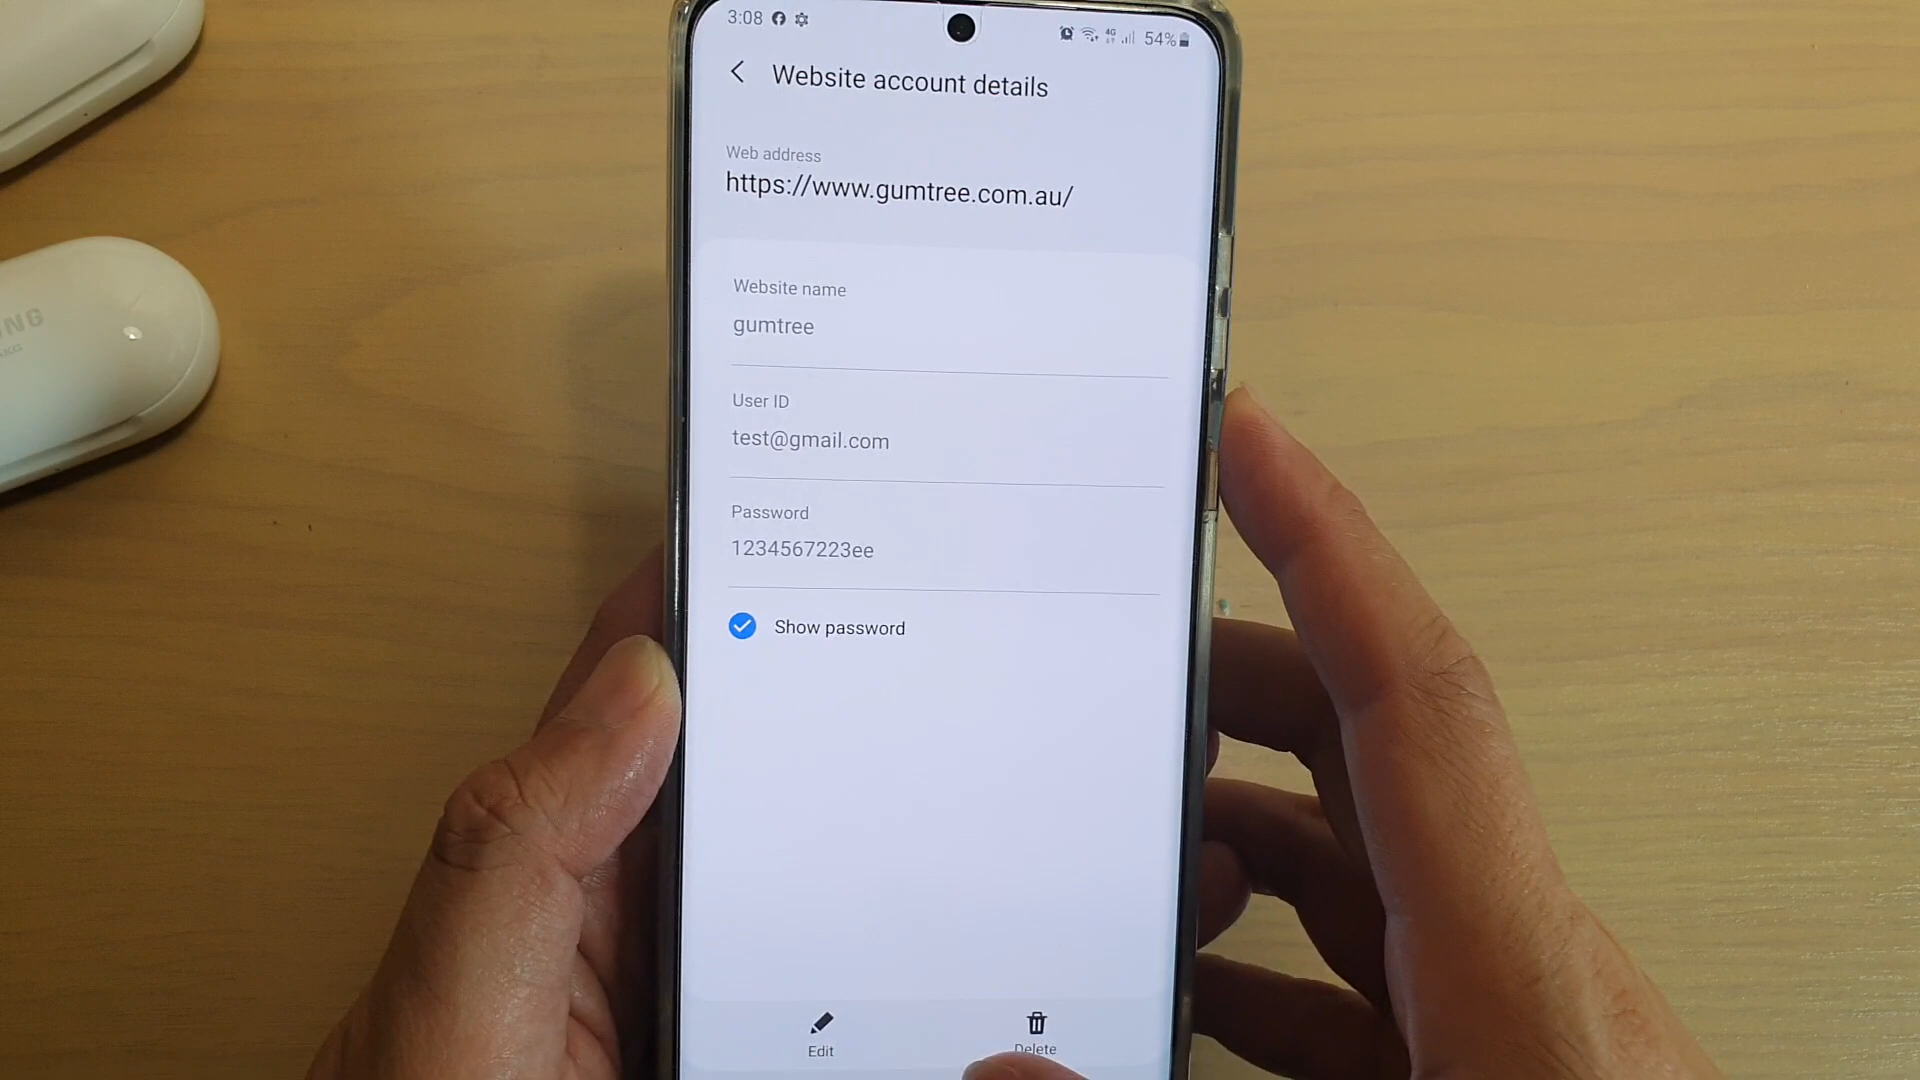 3:08
4G 54%
Website account details
Web address
https://www.gumtree.com.au/
Website name
gumtree
User ID
test@gmail.com
Password
1234567223ee
Show password
Edit
Delete